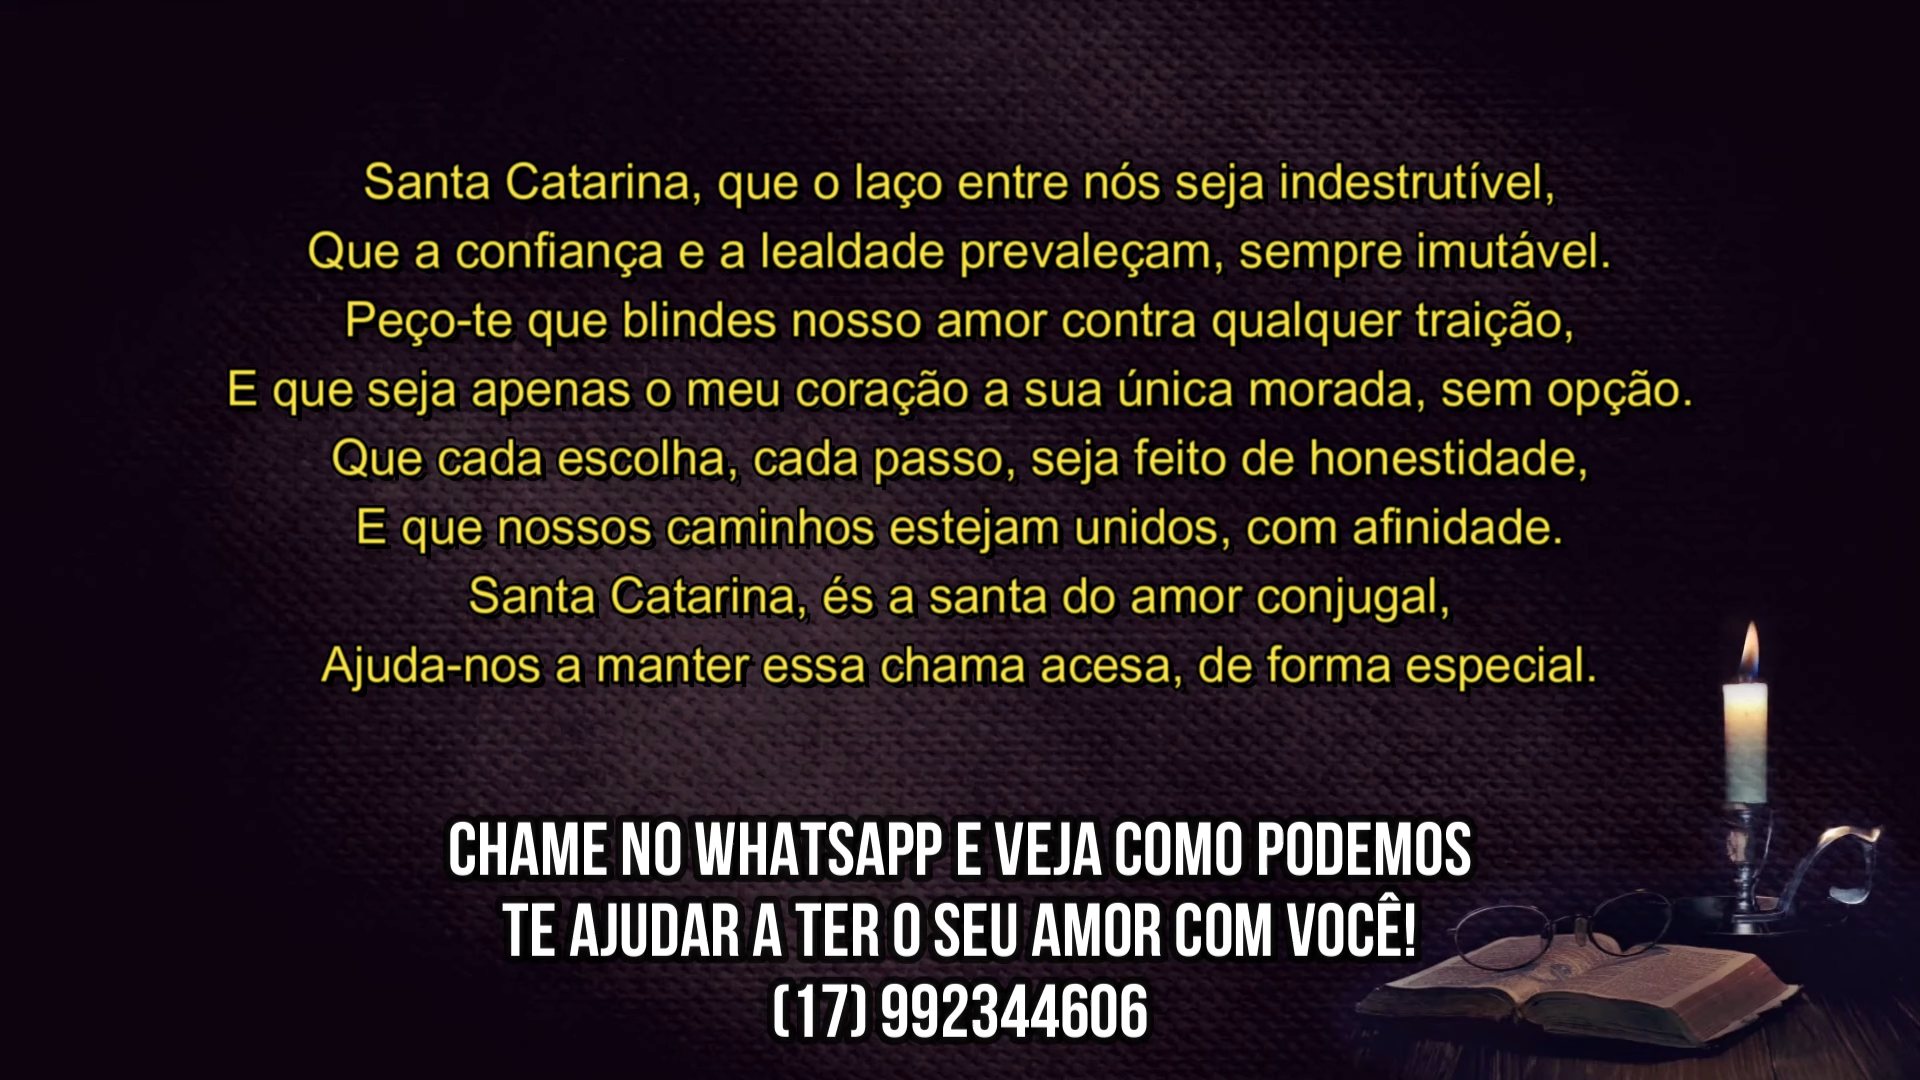 Santa Catarina, que o laço entre nós seja indestrutível,
Que a confiança e a lealdade prevaleçam, sempre imutável.
Peço-te que blindes nosso amor contra qualquer traição,
E que seja apenas o meu coração a sua única morada, sem opção.
Que cada escolha, cada passo, seja feito de honestidade,
E que nossos caminhos estejam unidos, com afinidade.
Santa Catarina, és a santa do amor conjugal,
Ajuda-nos a manter essa chama acesa, de forma especial.
CHAME NO WHATSAPP E VEJA COMO PODEMOS
TE AJUDAR A TER O SEU AMOR COM VOCÊ!
(17) 992344606